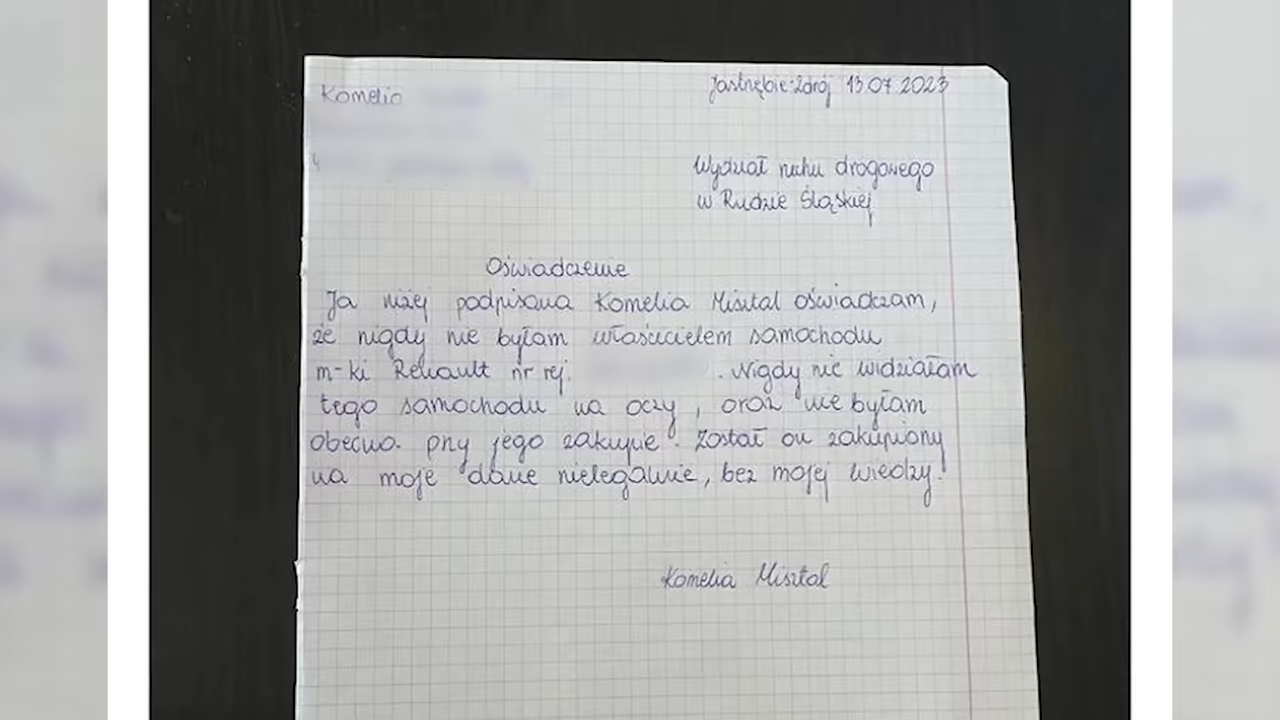 Kornelia
Jastrzębie-Zdrój 13.07.2023
Wydział ruchu drogowego
w Rudzie Śląskiej
Oświadczenie
Ja niżej podpisana Kornelia Misztal oświadczam,
że nigdy nie byłam właścicielem samochodu
m-ki Renault nr rej. . Nigdy nie widziałam
tego samochodu na oczy, oraz nie byłam
obecna przy jego zakupie. Został on zakupiony
na moje dane nielegalnie, bez mojej wiedzy.
Kornelia Misztal